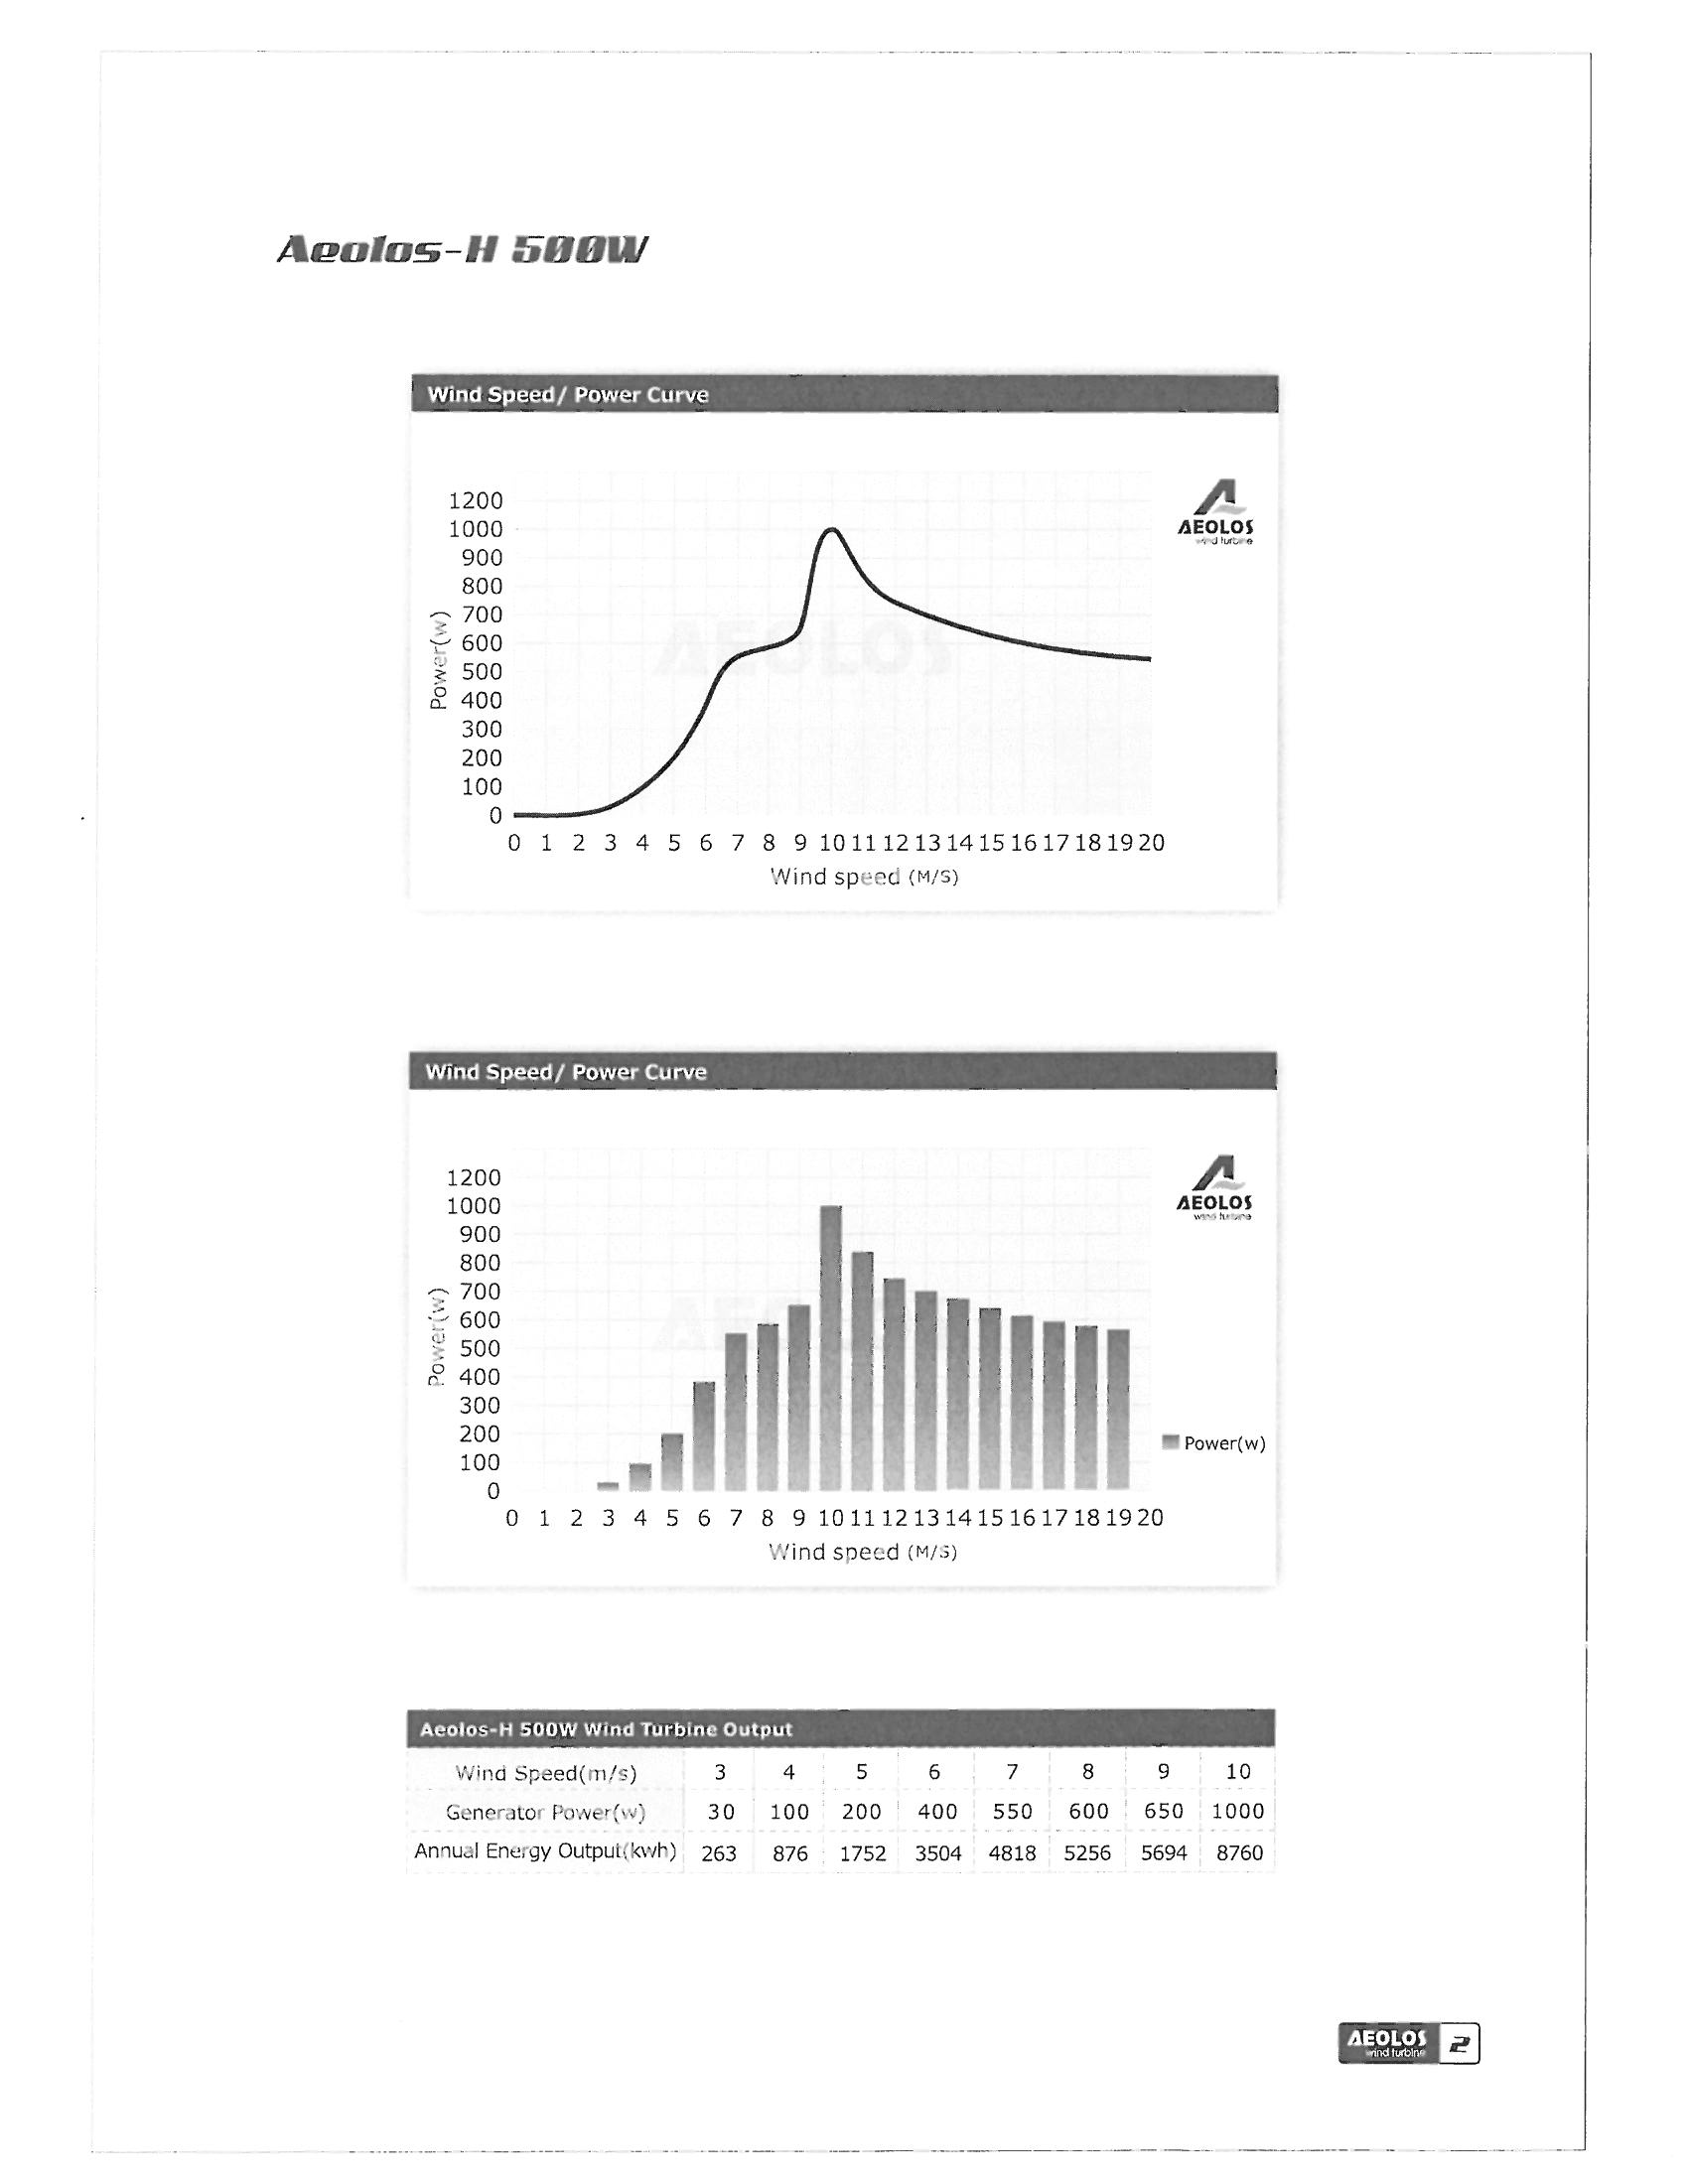 Aeolos-H 500W
Wind Speed/ Power Curve
1200
1000
900
800
700
600
500
400
300
200
100
0
Power(w)
AEOLOS
AEOLOS
wind turbine
0 1 2 3 4 5 6 7 8 9 10 11 12 13 14 15 16 17 18 19 20
Wind speed (M/S)
Wind Speed/ Power Curve
1200
1000
900
800
700
600
500
400
300
200
100
0
Power(w)
AEOLOS
AEOLOS
wind turbine
Power(w)
0 1 2 3 4 5 6 7 8 9 10 11 12 13 14 15 16 17 18 19 20
Wind speed (M/S)
Aeolos-H 500W Wind Turbine Output
Wind Speed(m/s) 3 4 5 6 7 8 9 10
Generator Power(w) 30 100 200 400 550 600 650 1000
Annual Energy Output(kwh) 263 876 1752 3504 4818 5256 5694 8760
AEOLOS 2
wind turbine